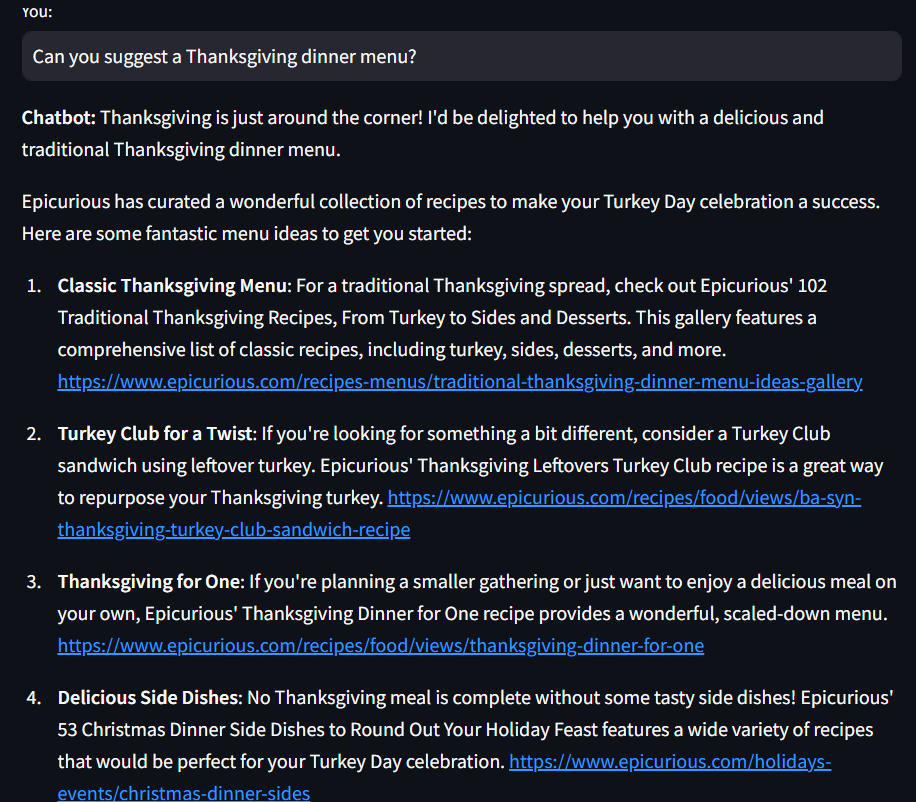 You:
Can you suggest a Thanksgiving dinner menu?
Chatbot: Thanksgiving is just around the corner! I'd be delighted to help you with a delicious and
traditional Thanksgiving dinner menu.
Epicurious has curated a wonderful collection of recipes to make your Turkey Day celebration a success.
Here are some fantastic menu ideas to get you started:
1. Classic Thanksgiving Menu: For a traditional Thanksgiving spread, check out Epicurious' 102
Traditional Thanksgiving Recipes, From Turkey to Sides and Desserts. This gallery features a
comprehensive list of classic recipes, including turkey, sides, desserts, and more.
https://www.epicurious.com/recipes-menus/traditional-thanksgiving-dinner-menu-ideas-gallery
2. Turkey Club for a Twist: If you're looking for something a bit different, consider a Turkey Club
sandwich using leftover turkey. Epicurious' Thanksgiving Leftovers Turkey Club recipe is a great way
to repurpose your Thanksgiving turkey. https://www.epicurious.com/recipes/food/views/ba-syn-
thanksgiving-turkey-club-sandwich-recipe
3. Thanksgiving for One: If you're planning a smaller gathering or just want to enjoy a delicious meal on
your own, Epicurious' Thanksgiving Dinner for One recipe provides a wonderful, scaled-down menu.
https://www.epicurious.com/recipes/food/views/thanksgiving-dinner-for-one
4. Delicious Side Dishes: No Thanksgiving meal is complete without some tasty side dishes! Epicurious'
53 Christmas Dinner Side Dishes to Round Out Your Holiday Feast features a wide variety of recipes
that would be perfect for your Turkey Day celebration. https://www.epicurious.com/holidays-
events/christmas-dinner-sides